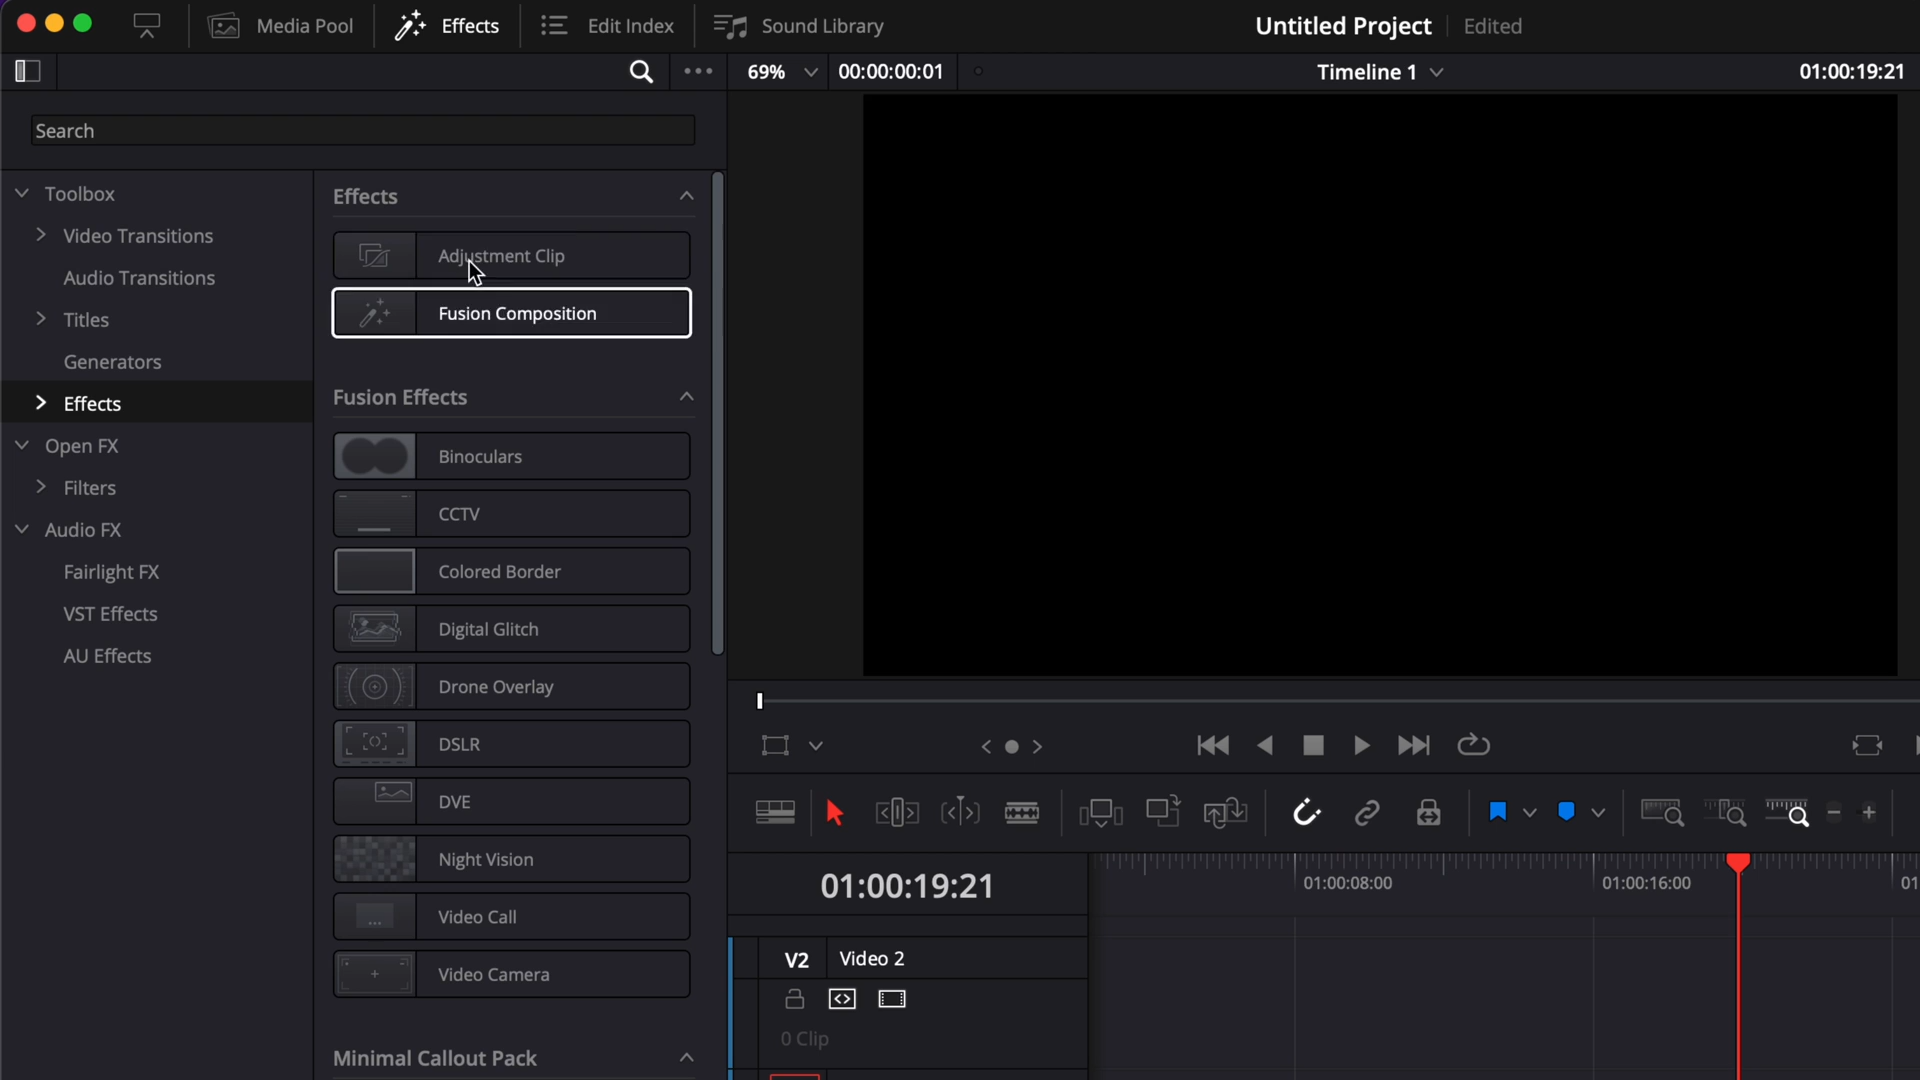 Media Pool Effects Edit Index Sound Library Untitled Project Edited
69% 00:00:00:01 Timeline 1 01:00:19:21
Search
Toolbox
Video Transitions
Audio Transitions
Titles
Generators
Effects
Open FX
Filters
Audio FX
Fairlight FX
VST Effects
AU Effects
Effects
Adjustment Clip
Fusion Composition
Fusion Effects
Binoculars
CCTV
Colored Border
Digital Glitch
Drone Overlay
DSLR
DVE
Night Vision
Video Call
Video Camera
Minimal Callout Pack
01:00:19:21
01:00:08:00 01:00:16:00 01
V2 Video 2
0 Clip